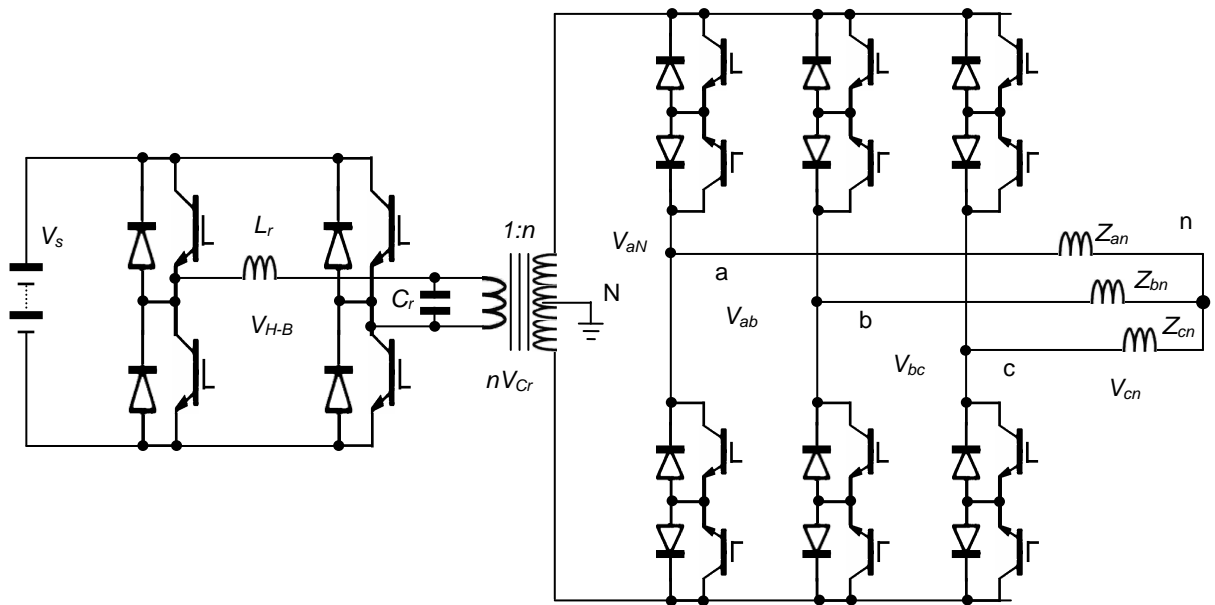 1:n
V_s
L_r
V_aN
Z_an
n
a
Z_bn
C_r
N
V_H-B
V_ab
b
Z_cn
V_bc
c
nV_Cr
V_cn